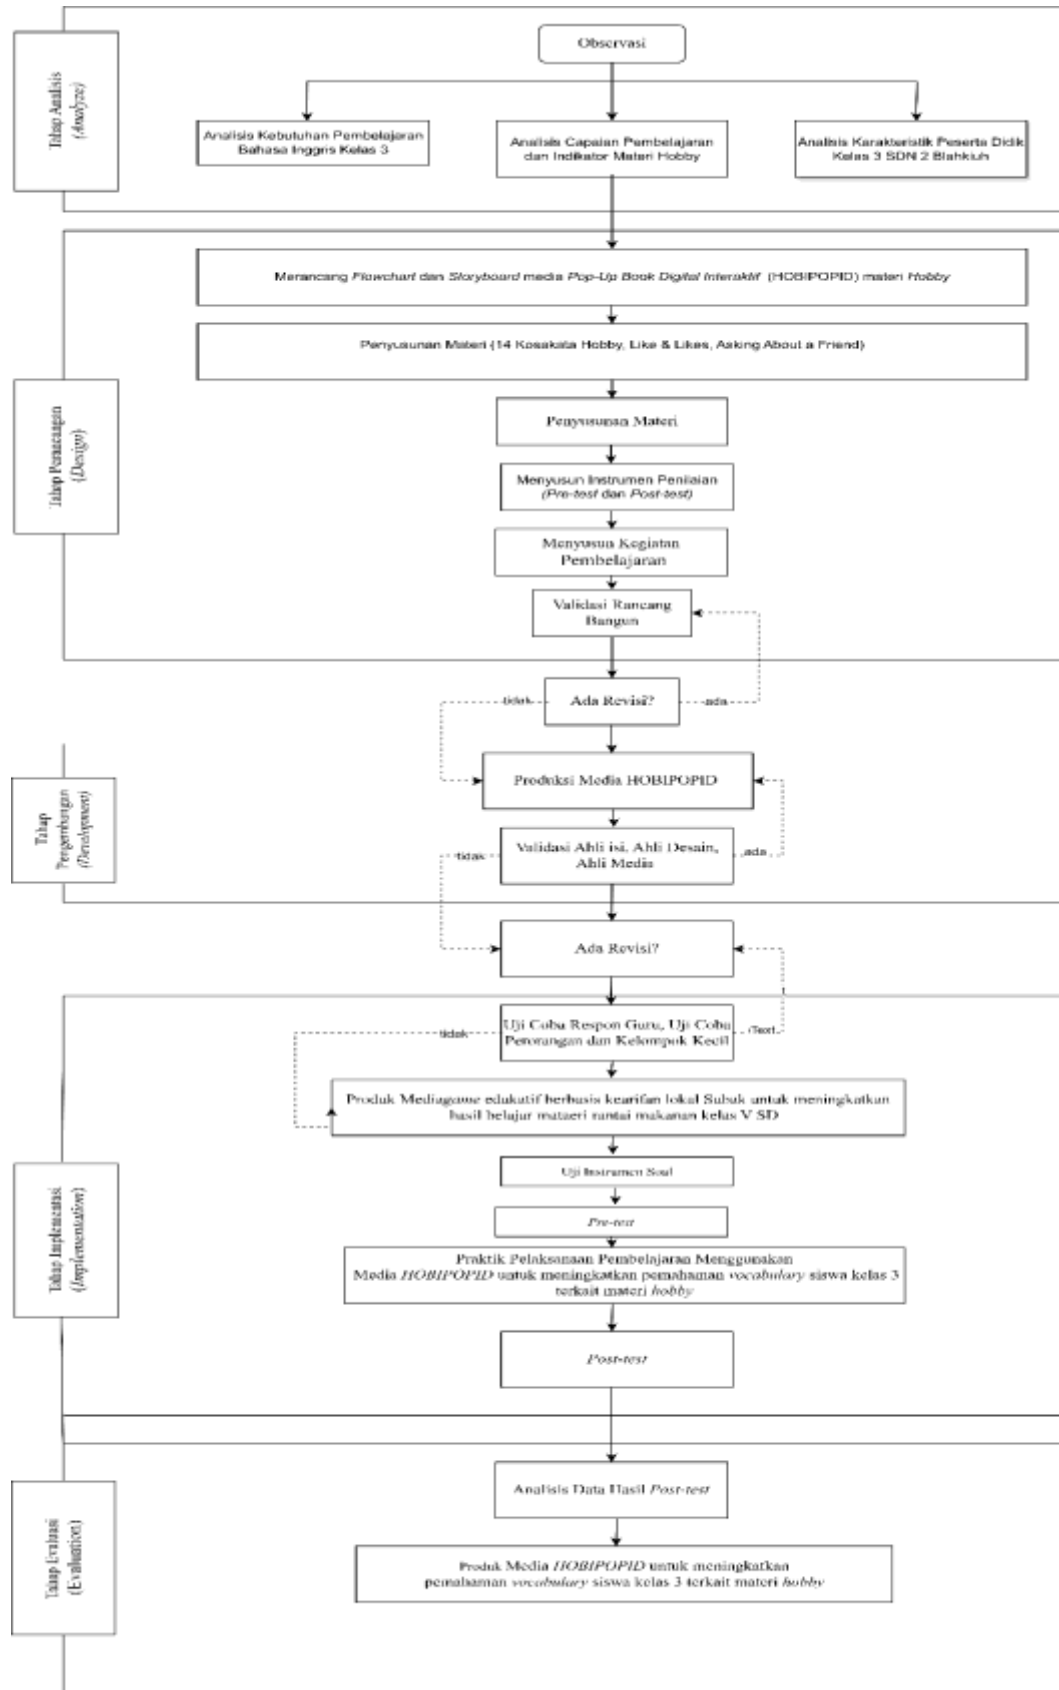 Tahap Analisis
(Analyze)
Observasi
Analisis Kebutuhan Pembelajaran
Bahasa Inggris Kelas 3
Analisis Capaian Pembelajaran
dan Indikator Materi Hobby
Analisis Karakteristik Peserta Didik
Kelas 3 SDN 2 Blahkiuh
Tahap Perancangan
(Design)
Merancang Flowchart dan Storyboard media Pop-Up Book Digital Interaktif (HOBIPOPID) materi Hobby
Penyusunan Materi (14 Kosakata Hobby, Like & Likes, Asking About a Friend)
Penyusunan Materi
Menyusun Instrumen Penilaian
(Pre-test dan Post-test)
Menyusun Kegiatan
Pembelajaran
Validasi Rancang
Bangun
tidak
Ada Revisi?
ada
Tahap
Pengembangan
(Development)
Produksi Media HOBIPOPID
tidak
Validasi Ahli isi, Ahli Desain,
Ahli Media
ada
Ada Revisi?
Tahap Implementasi
(Implementation)
tidak
Uji Coba Respon Guru, Uji Coba
Perorangan dan Kelompok Kecil
Text
Produk Mediagame edukatif berbasis kearifan lokal Subak untuk meningkatkan
hasil belajar mataeri rantai makanan kelas V SD
Uji Instrumen Soal
Pre-test
Praktik Pelaksanaan Pembelajaran Menggunakan
Media HOBIPOPID untuk meningkatkan pemahaman vocabulary siswa kelas 3
terkait materi hobby
Post-test
Tahap Evaluasi
(Evaluation)
Analisis Data Hasil Post-test
Produk Media HOBIPOPID untuk meningkatkan
pemahaman vocabulary siswa kelas 3 terkait materi hobby